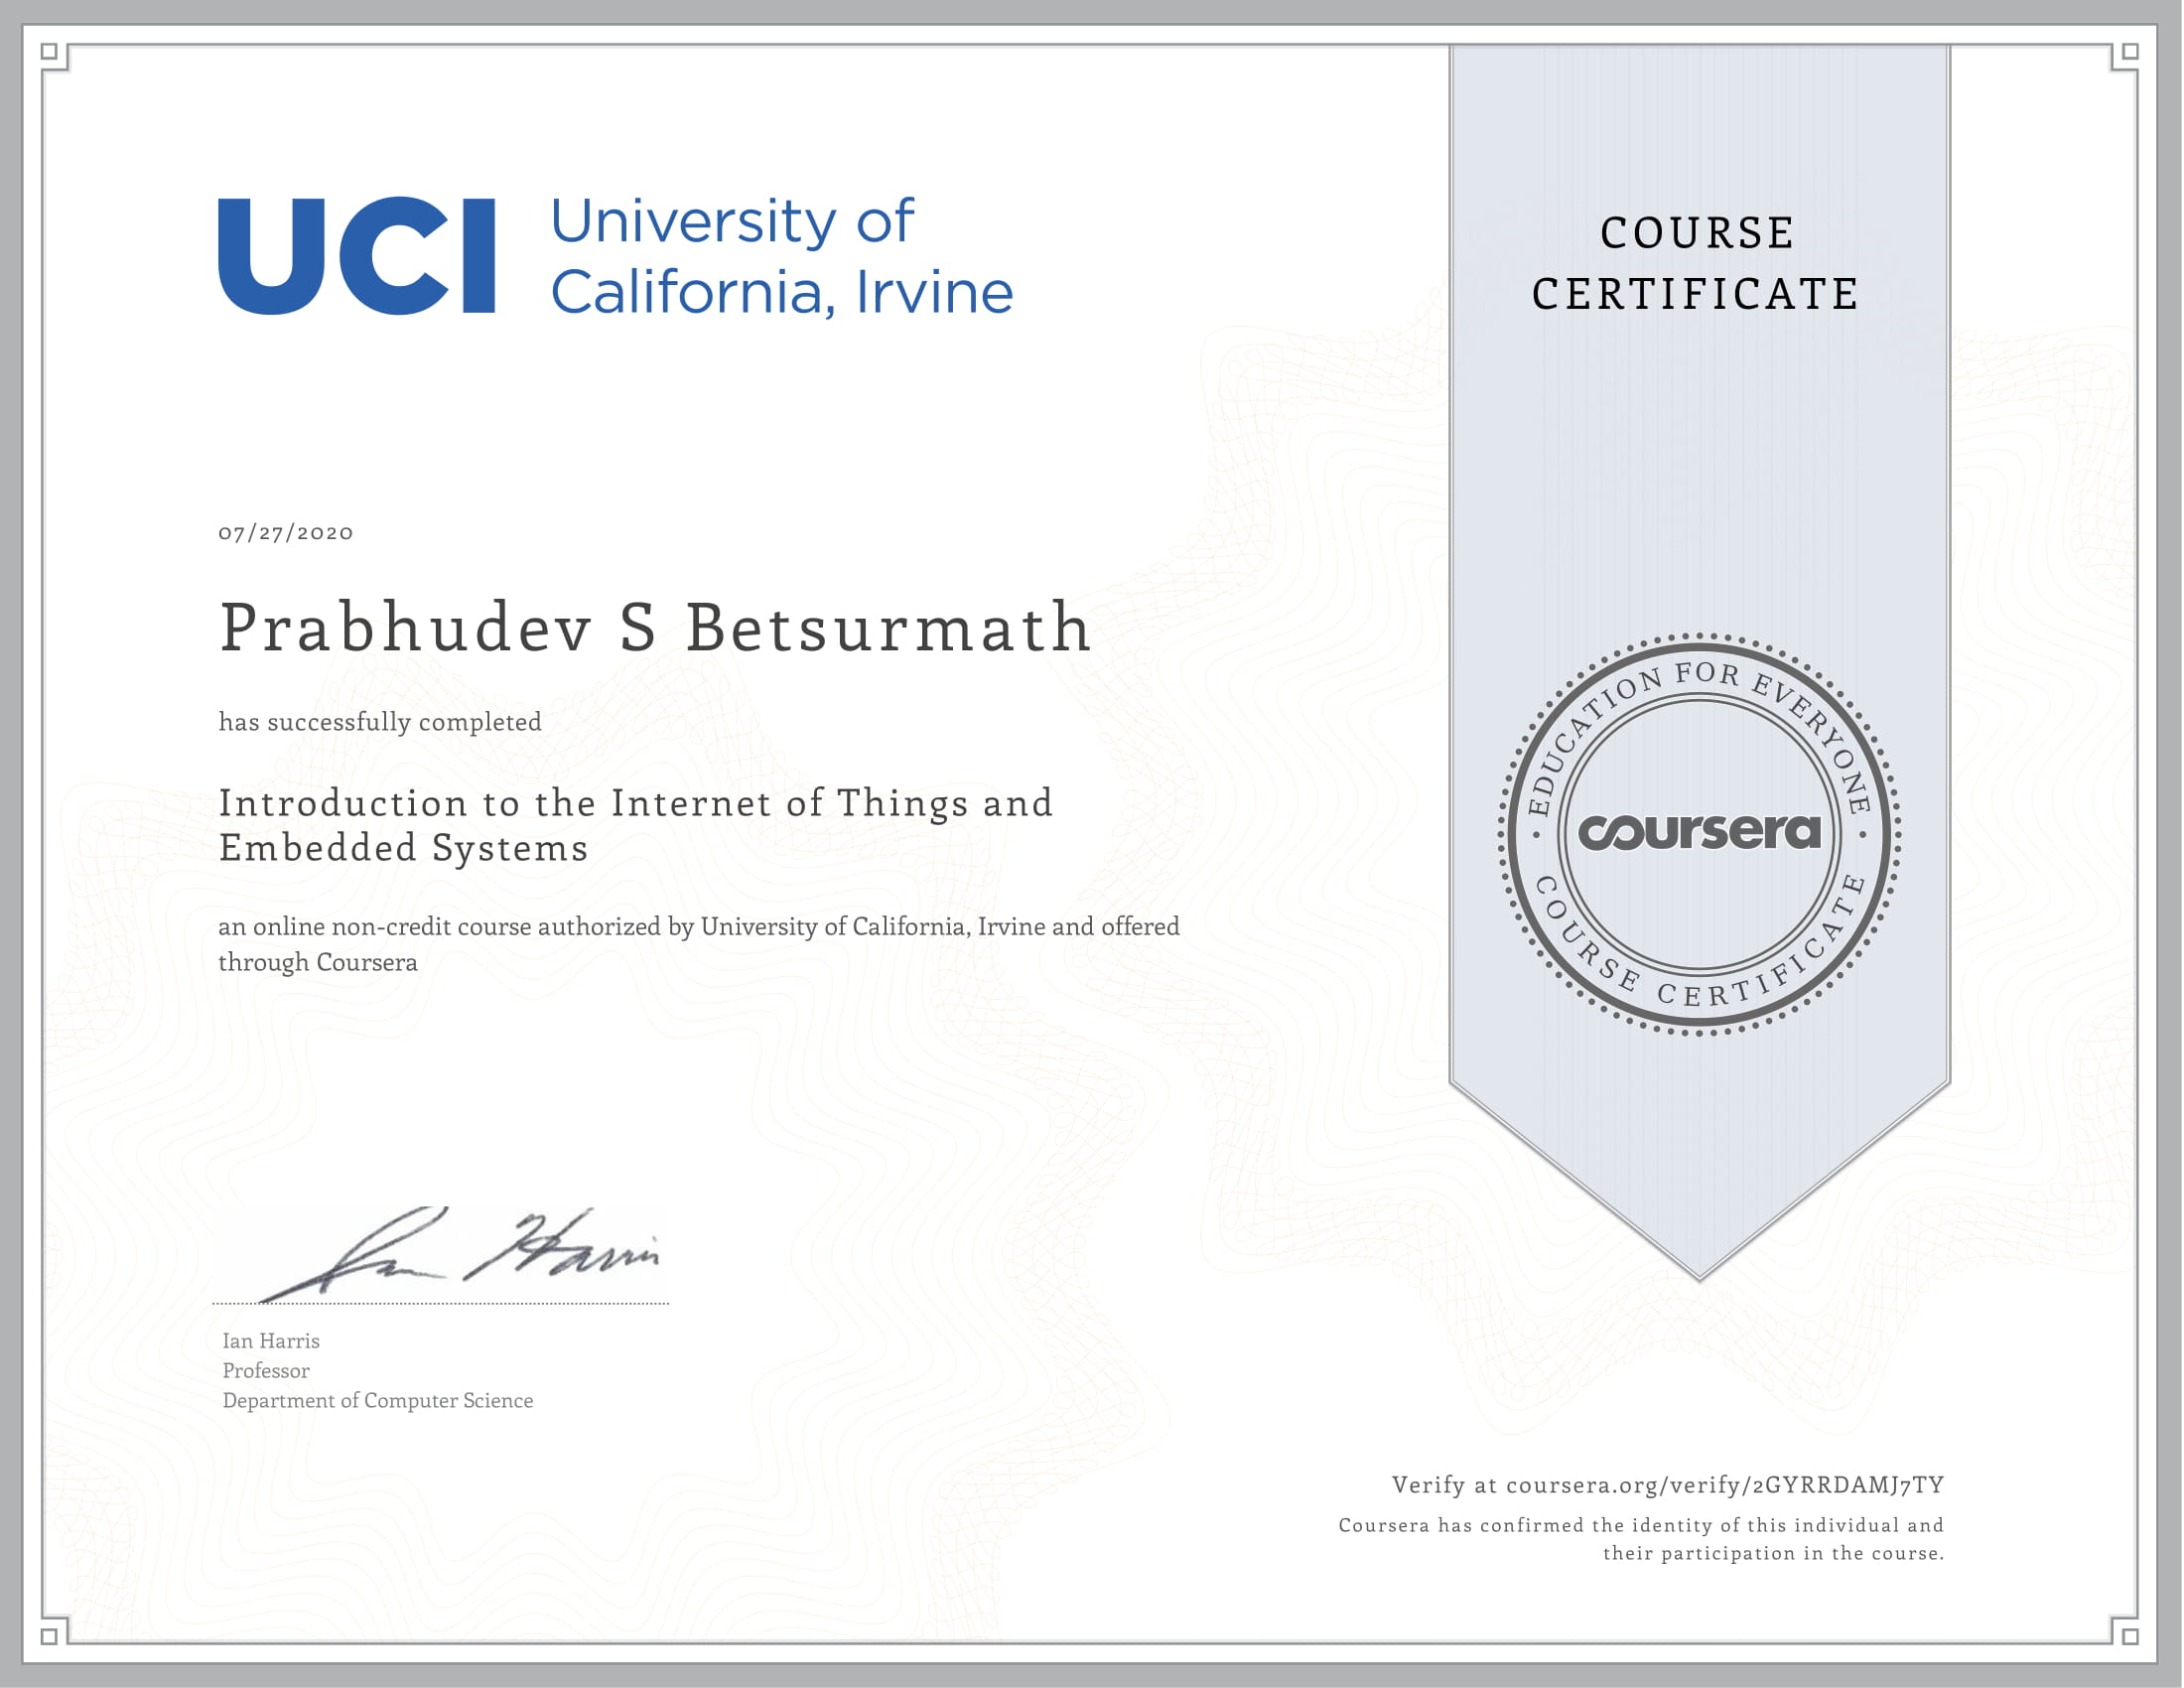 UCI
University of
California, Irvine
COURSE
CERTIFICATE
07/27/2020
Prabhudev S Betsurmath
has successfully completed
Introduction to the Internet of Things and
Embedded Systems
an online non-credit course authorized by University of California, Irvine and offered
through Coursera
EDUCATION FOR EVERYONE
coursera
COURSE CERTIFICATE
Ian Harris
Ian Harris
Professor
Department of Computer Science
Verify at coursera.org/verify/2GYRRDAMJ7TY
Coursera has confirmed the identity of this individual and
their participation in the course.